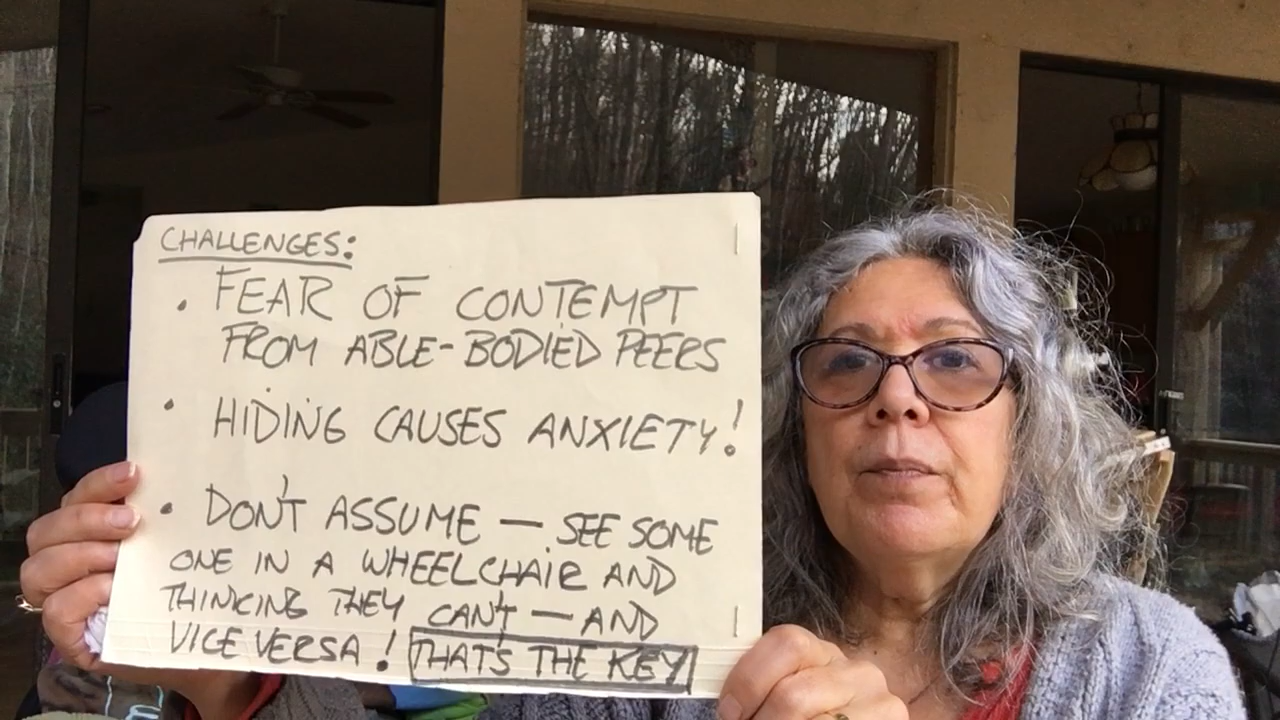 CHALLENGES:
• FEAR OF CONTEMPT
FROM ABLE-BODIED PEERS
• HIDING CAUSES ANXIETY!
• DON'T ASSUME — SEE SOME
ONE IN A WHEELCHAIR AND
THINKING THEY CAN'T — AND
VICE VERSA! THAT'S THE KEY